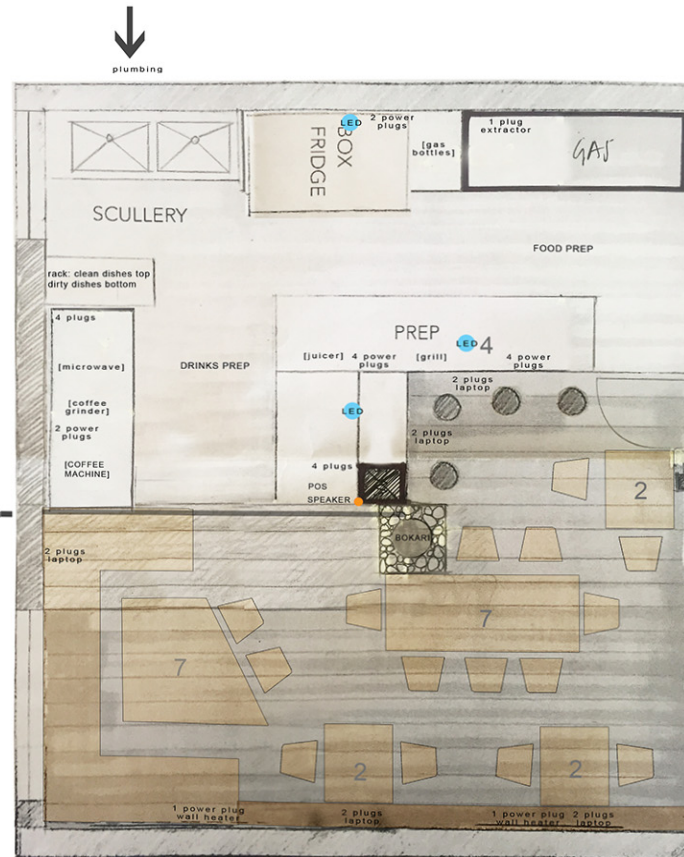 plumbing
LED
2 power
plugs
BOX
FRIDGE
[gas
bottles]
1 plug
extractor
GAS
SCULLERY
FOOD PREP
rack: clean dishes top
dirty dishes bottom
4 plugs
[microwave]
[coffee
grinder]
2 power
plugs
[COFFEE
MACHINE]
DRINKS PREP
PREP
LED
4
[juicer]
4 power
plugs
[grill]
4 power
plugs
LED
2 plugs
laptop
2 plugs
laptop
4 plugs
POS
SPEAKER
2
BOKARI
2 plugs
laptop
7
7
2
2
1 power plug
wall heater
2 plugs
laptop
1 power plug
wall heater
2 plugs
laptop